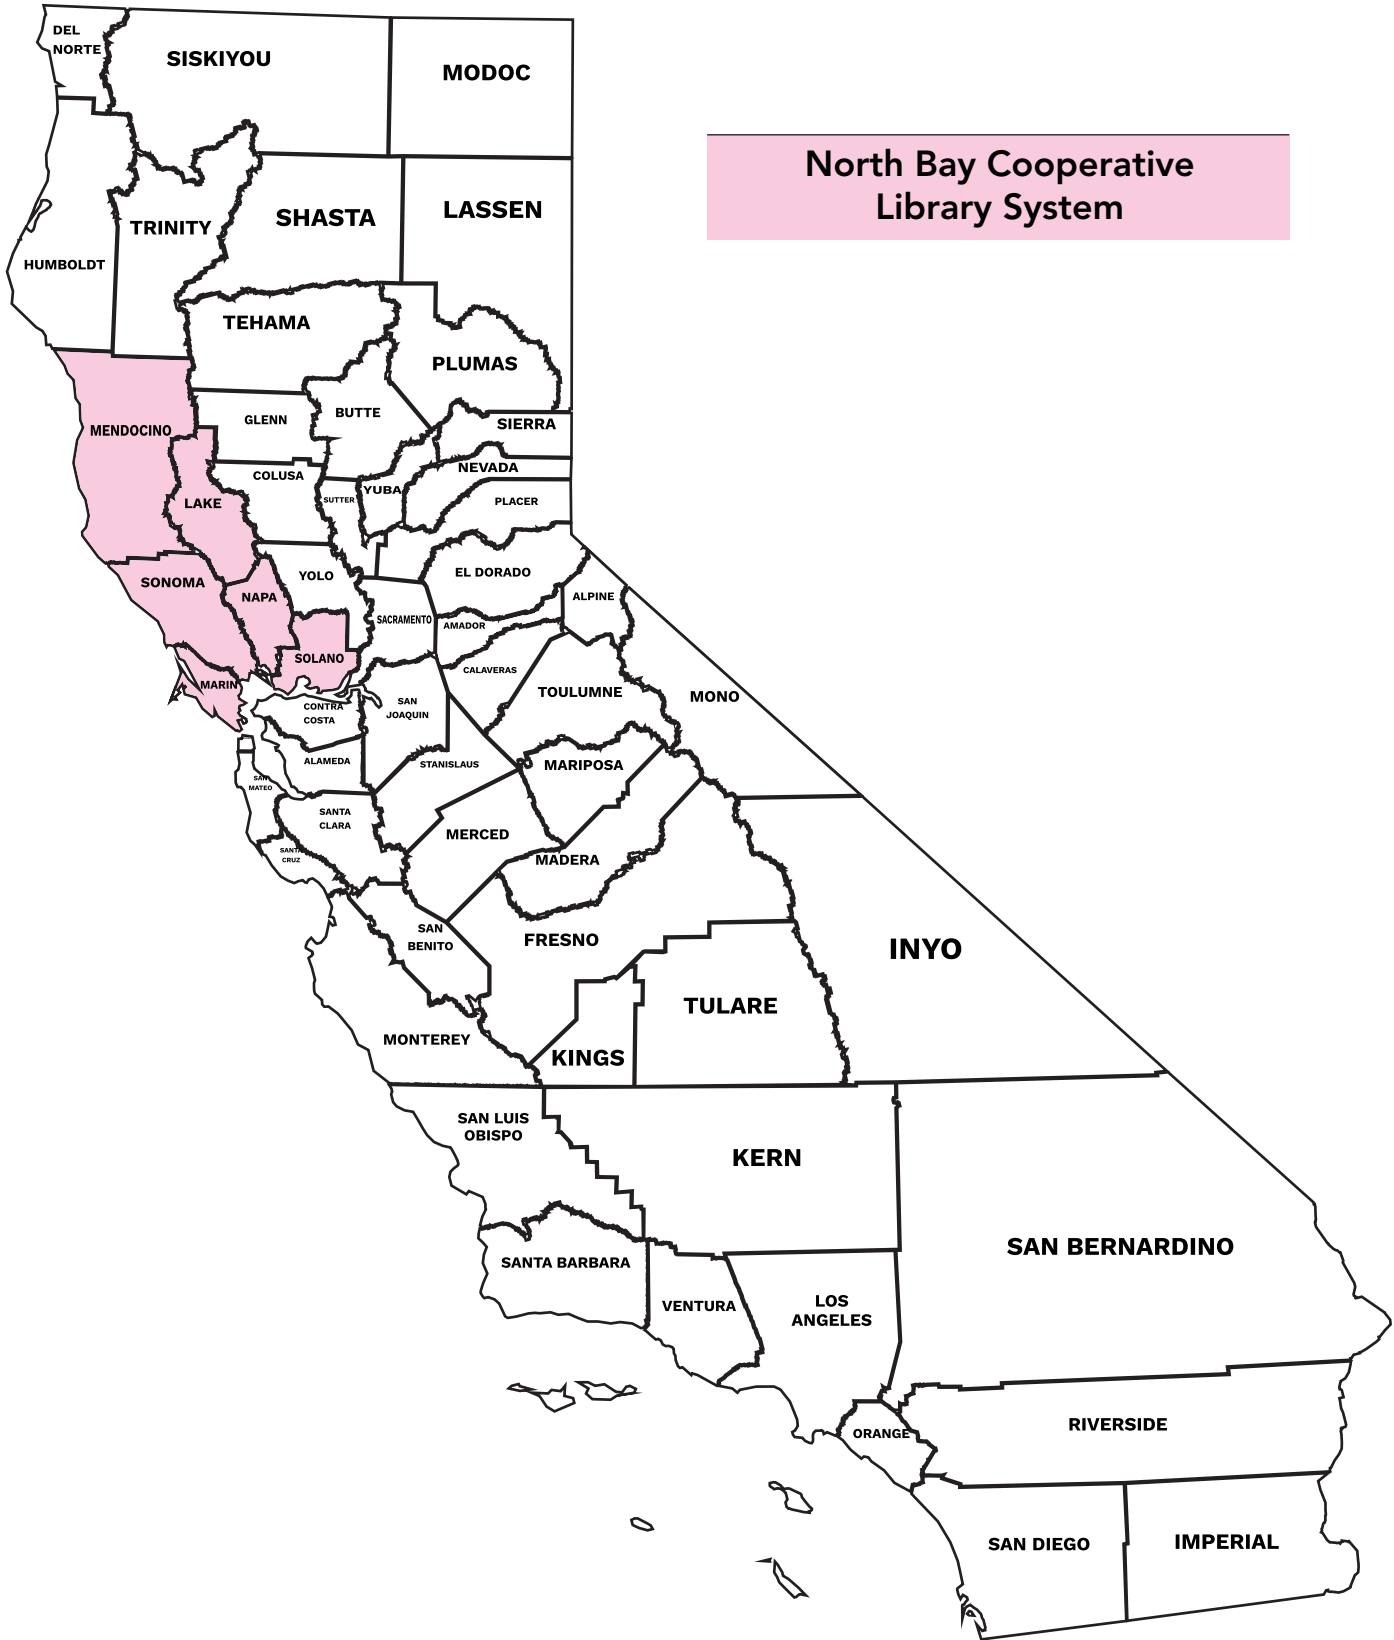 DEL
NORTE
SISKIYOU
MODOC
North Bay Cooperative
Library System
TRINITY
SHASTA
LASSEN
HUMBOLDT
TEHAMA
PLUMAS
MENDOCINO
GLENN
BUTTE
SIERRA
LAKE
COLUSA
SUTTER
YUBA
NEVADA
PLACER
SONOMA
NAPA
YOLO
EL DORADO
ALPINE
SACRAMENTO
AMADOR
SOLANO
CALAVERAS
MARIN
CONTRA
COSTA
SAN
JOAQUIN
TOULUMNE
MONO
ALAMEDA
STANISLAUS
MARIPOSA
SAN
MATEO
SANTA
CLARA
MERCED
SANTA
CRUZ
MADERA
SAN
BENITO
FRESNO
INYO
MONTEREY
KINGS
TULARE
SAN LUIS
OBISPO
KERN
SAN BERNARDINO
SANTA BARBARA
VENTURA
LOS
ANGELES
ORANGE
RIVERSIDE
SAN DIEGO
IMPERIAL